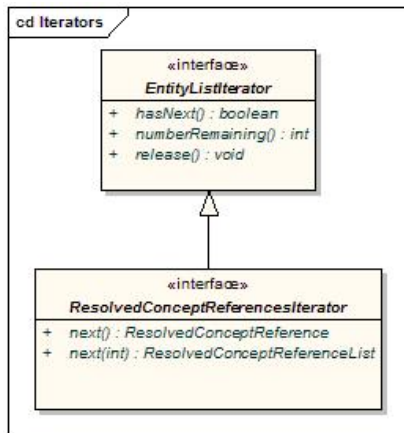 cd Iterators
«interface»
EntityListIterator
+ hasNext() : boolean
+ numberRemaining() : int
+ release() : void
«interface»
ResolvedConceptReferencesIterator
+ next() : ResolvedConceptReference
+ next(int) : ResolvedConceptReferenceList